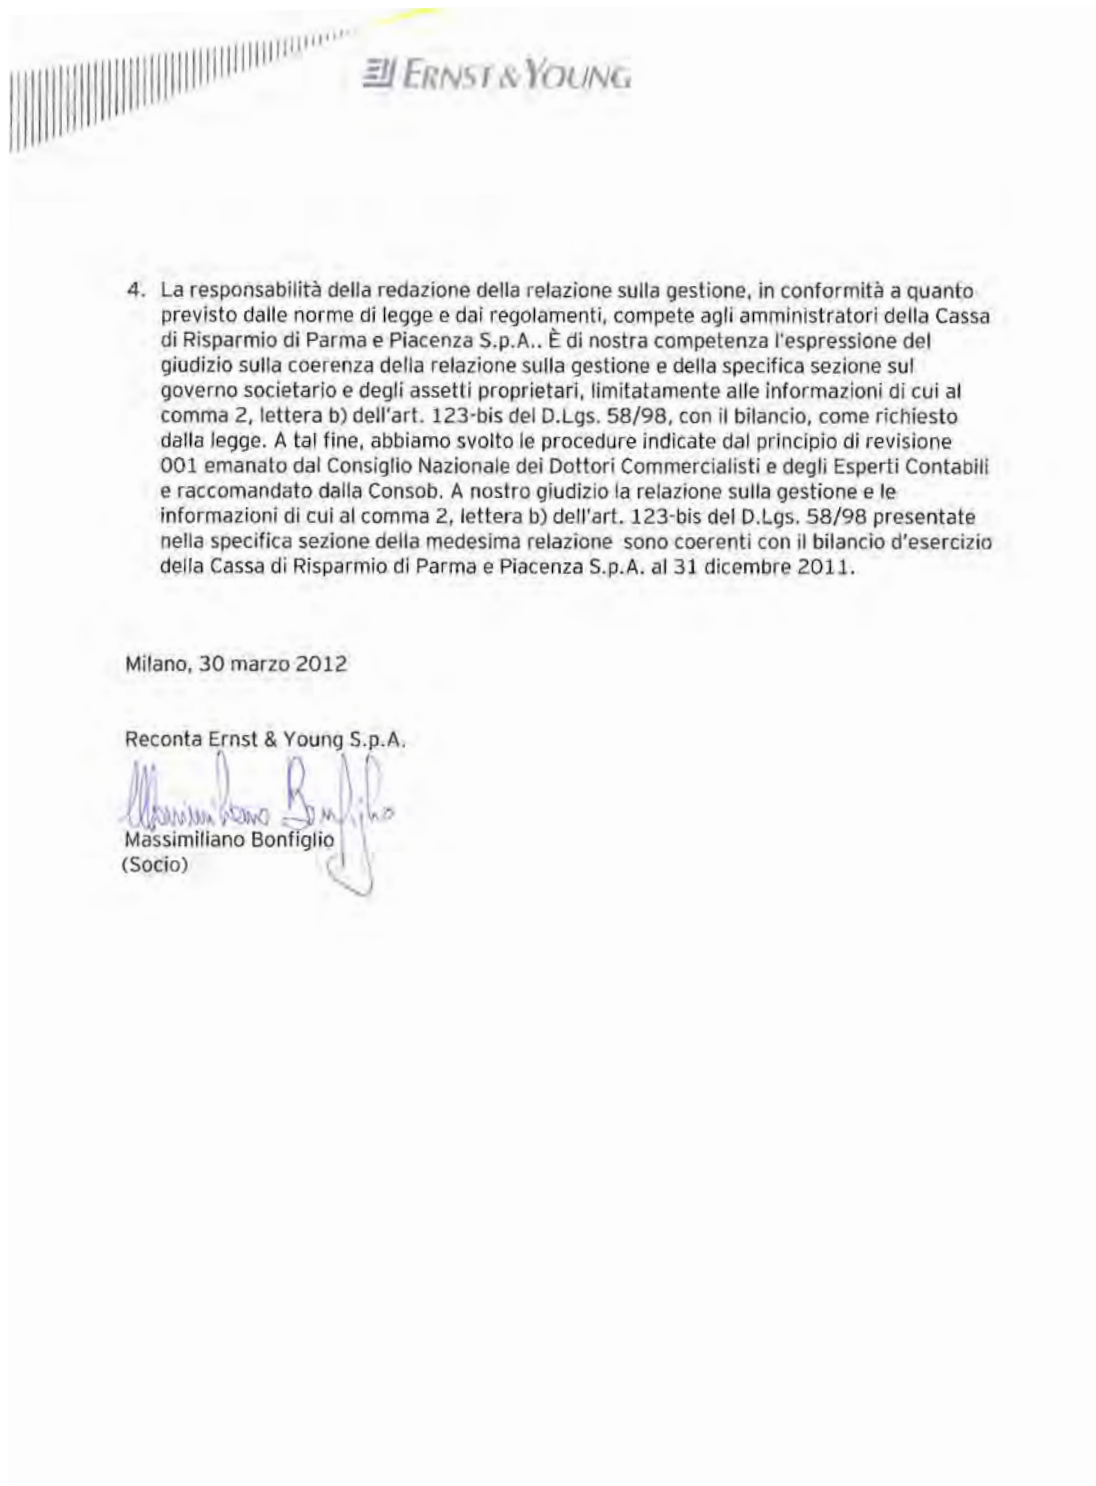 ERNST & YOUNG
4. La responsabilità della redazione della relazione sulla gestione, in conformità a quanto
previsto dalle norme di legge e dai regolamenti, compete agli amministratori della Cassa
di Risparmio di Parma e Piacenza S.p.A.. È di nostra competenza l'espressione del
giudizio sulla coerenza della relazione sulla gestione e della specifica sezione sul
governo societario e degli assetti proprietari, limitatamente alle informazioni di cui al
comma 2, lettera b) dell'art. 123-bis del D.Lgs. 58/98, con il bilancio, come richiesto
dalla legge. A tal fine, abbiamo svolto le procedure indicate dal principio di revisione
001 emanato dal Consiglio Nazionale dei Dottori Commercialisti e degli Esperti Contabili
e raccomandato dalla Consob. A nostro giudizio la relazione sulla gestione e le
informazioni di cui al comma 2, lettera b) dell'art. 123-bis del D.Lgs. 58/98 presentate
nella specifica sezione della medesima relazione sono coerenti con il bilancio d'esercizio
della Cassa di Risparmio di Parma e Piacenza S.p.A. al 31 dicembre 2011.
Milano, 30 marzo 2012
Reconta Ernst & Young S.p.A.
Massimiliano Bonfiglio
Massimiliano Bonfiglio
(Socio)